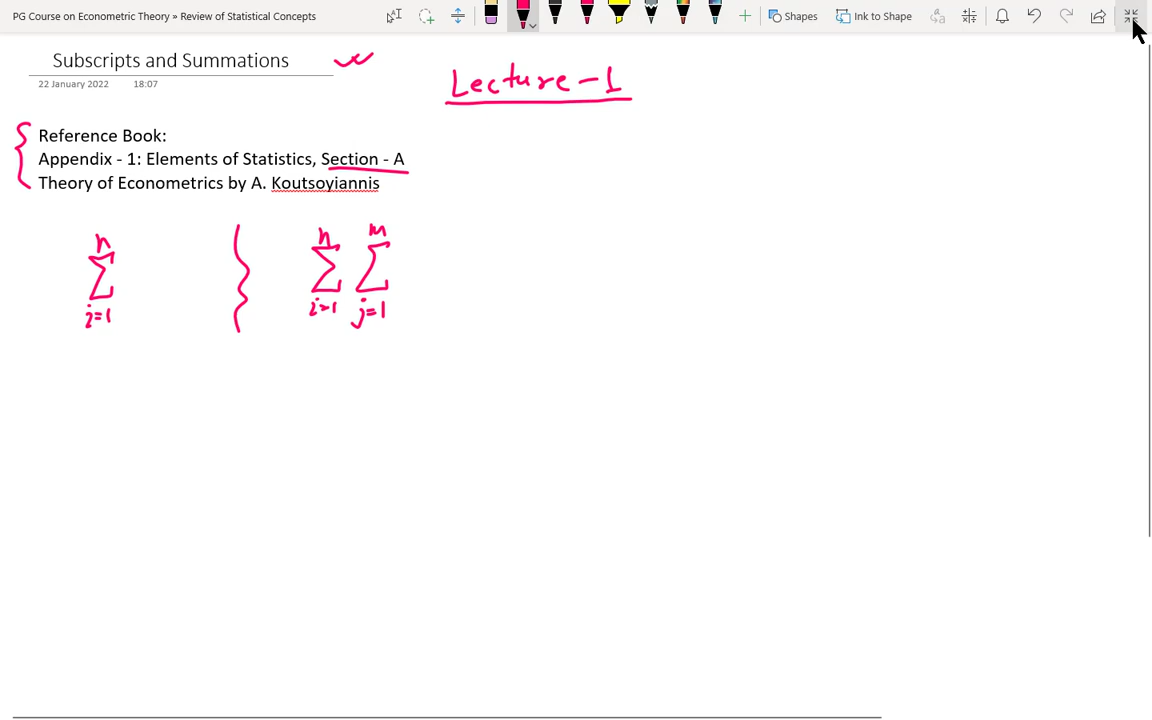 PG Course on Econometric Theory » Review of Statistical Concepts
Shapes
Ink to Shape
Subscripts and Summations
22 January 2022 18:07
Lecture-1
Reference Book:
Appendix - 1: Elements of Statistics, Section - A
Theory of Econometrics by A. Koutsoyiannis
n
∑
i=1
n m
∑ ∑
i=1 j=1